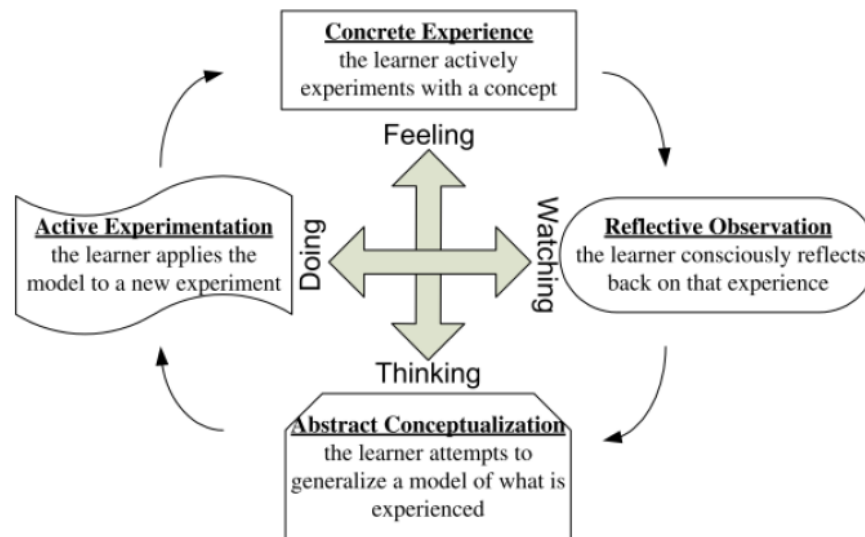 Concrete Experience
the learner actively
experiments with a concept
Feeling
Active Experimentation
the learner applies the
model to a new experiment
Doing
Watching
Reflective Observation
the learner consciously reflects
back on that experience
Thinking
Abstract Conceptualization
the learner attempts to
generalize a model of what is
experienced